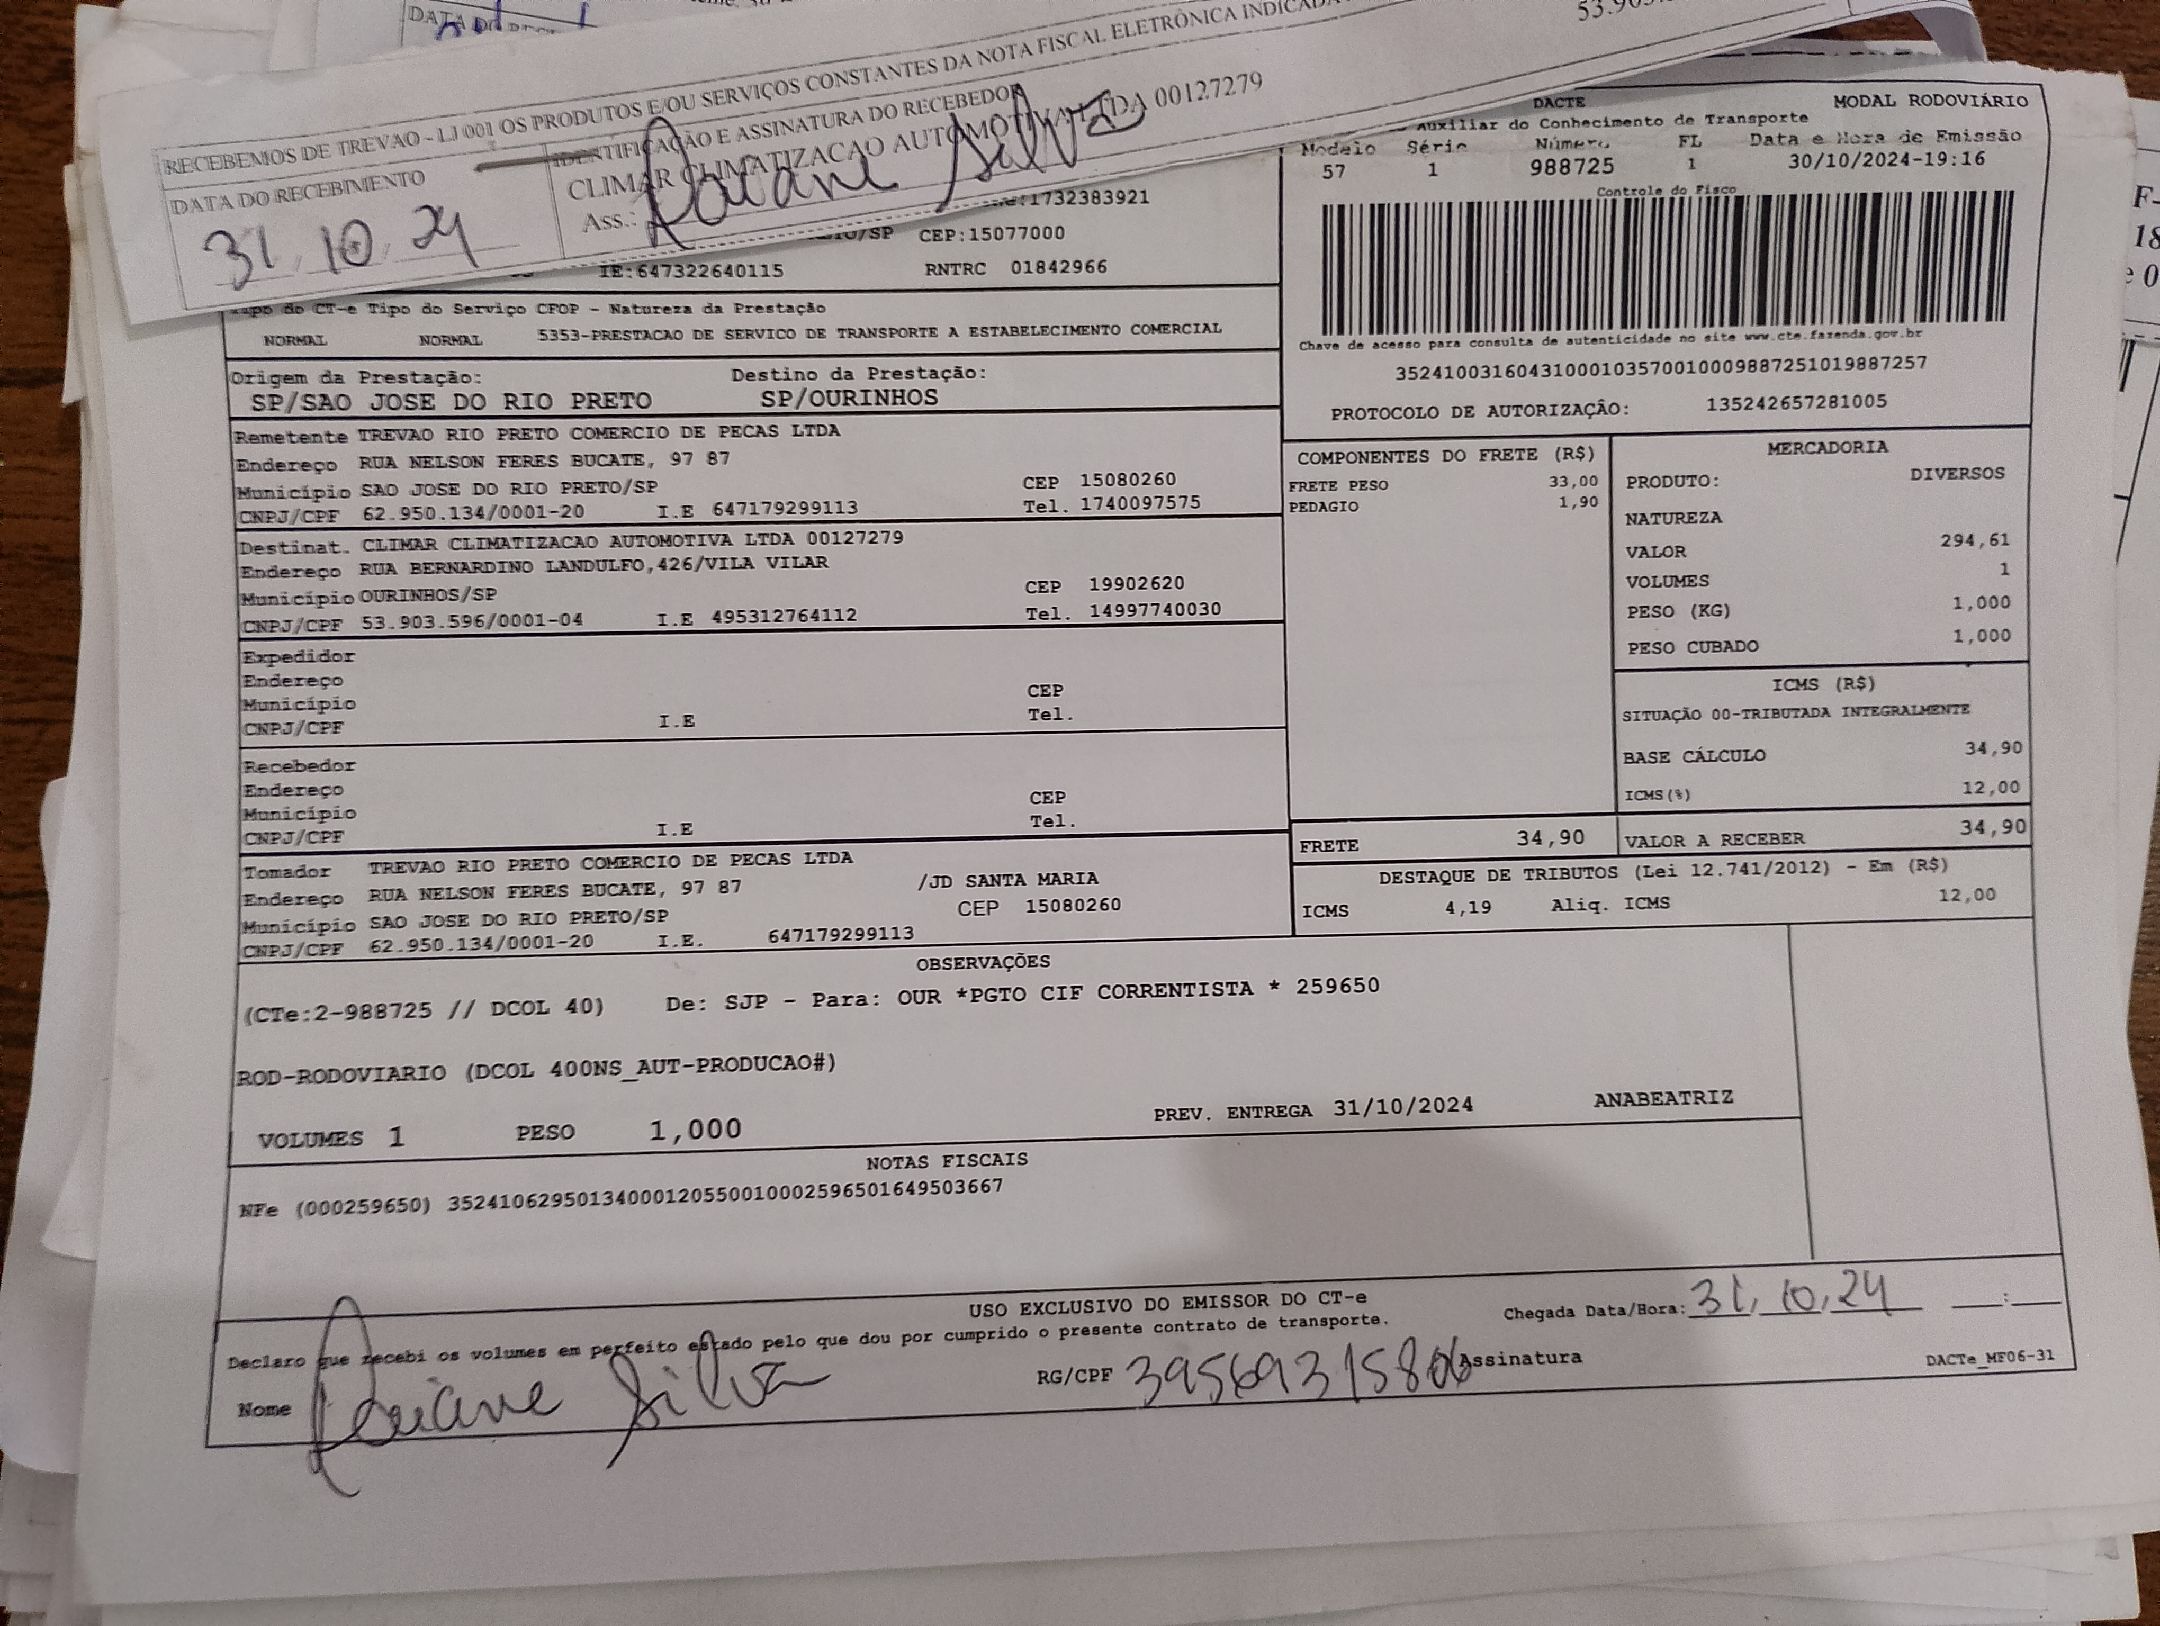 RECEBEMOS DE TREVAO - LJ 001 OS PRODUTOS E/OU SERVIÇOS CONSTANTES DA NOTA FISCAL ELETRÔNICA INDICADA
DATA DO RECEBIMENTO
31 10 24
IDENTIFICAÇÃO E ASSINATURA DO RECEBEDOR
CLIMAR CLIMATIZACAO AUTOMOTIVA LTDA 00127279
Ass.: Silva
DACTE
MODAL RODOVIÁRIO
Auxiliar do Conhecimento de Transporte
Modelo Série Número FL Data e Hora de Emissão
57 1 988725 1 30/10/2024-19:16
Controle do Fisco
:1732383921
/SP CEP:15077000
IE:647322640115 RNTRC 01842966
Tipo do CT-e Tipo do Serviço CFOP - Natureza da Prestação
NORMAL NORMAL 5353-PRESTACAO DE SERVICO DE TRANSPORTE A ESTABELECIMENTO COMERCIAL
Chave de acesso para consulta de autenticidade no site www.cte.fazenda.gov.br
35241003160431000103570010009887251019887257
PROTOCOLO DE AUTORIZAÇÂO: 135242657281005
Origem da Prestação: Destino da Prestação:
SP/SAO JOSE DO RIO PRETO SP/OURINHOS
Remetente TREVAO RIO PRETO COMERCIO DE PECAS LTDA
Endereço RUA NELSON FERES BUCATE, 97 87
Município SAO JOSE DO RIO PRETO/SP CEP 15080260
CNPJ/CPF 62.950.134/0001-20 I.E 647179299113 Tel. 1740097575
Destinat. CLIMAR CLIMATIZACAO AUTOMOTIVA LTDA 00127279
Endereço RUA BERNARDINO LANDULFO,426/VILA VILAR
Município OURINHOS/SP CEP 19902620
CNPJ/CPF 53.903.596/0001-04 I.E 495312764112 Tel. 14997740030
Expedidor
Endereço
Município CEP
CNPJ/CPF I.E Tel.
Recebedor
Endereço
Município CEP
CNPJ/CPF I.E Tel.
Tomador TREVAO RIO PRETO COMERCIO DE PECAS LTDA
Endereço RUA NELSON FERES BUCATE, 97 87 /JD SANTA MARIA
Município SAO JOSE DO RIO PRETO/SP CEP 15080260
CNPJ/CPF 62.950.134/0001-20 I.E. 647179299113
COMPONENTES DO FRETE (R$)
FRETE PESO 33,00
PEDAGIO 1,90
MERCADORIA
PRODUTO: DIVERSOS
NATUREZA
VALOR 294,61
VOLUMES 1
PESO (KG) 1,000
PESO CUBADO 1,000
ICMS (R$)
SITUAÇÃO 00-TRIBUTADA INTEGRALMENTE
BASE CÁLCULO 34,90
ICMS(%) 12,00
FRETE 34,90 VALOR A RECEBER 34,90
DESTAQUE DE TRIBUTOS (Lei 12.741/2012) - Em (R$)
ICMS 4,19 Aliq. ICMS 12,00
OBSERVAÇÕES
(CTe:2-988725 // DCOL 40) De: SJP - Para: OUR *PGTO CIF CORRENTISTA * 259650
ROD-RODOVIARIO (DCOL 400NS_AUT-PRODUCAO#)
VOLUMES 1 PESO 1,000 PREV. ENTREGA 31/10/2024 ANABEATRIZ
NOTAS FISCAIS
NFe (000259650) 35241062950134000120550010002596501649503667
USO EXCLUSIVO DO EMISSOR DO CT-e
Chegada Data/Hora: 31, 10, 24 :
Declaro que recebi os volumes em perfeito estado pelo que dou por cumprido o presente contrato de transporte.
Nome Silva RG/CPF Assinatura
DACTe_MF06-31